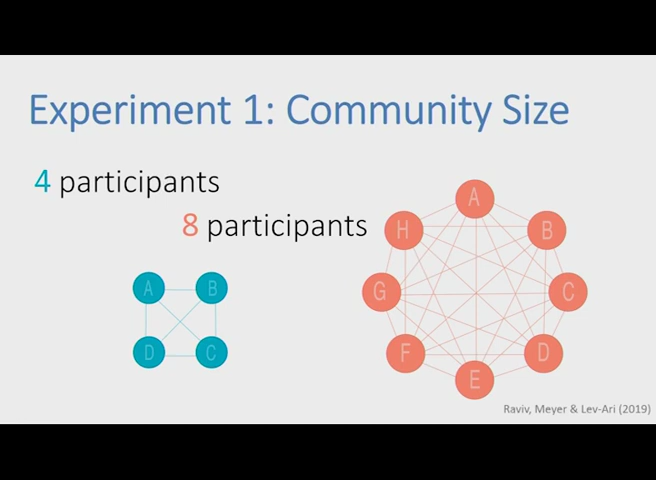 Experiment 1: Community Size
4 participants
8 participants
A
H
B
A
B
G
C
D
C
F
D
E
Raviv, Meyer & Lev-Ari (2019)